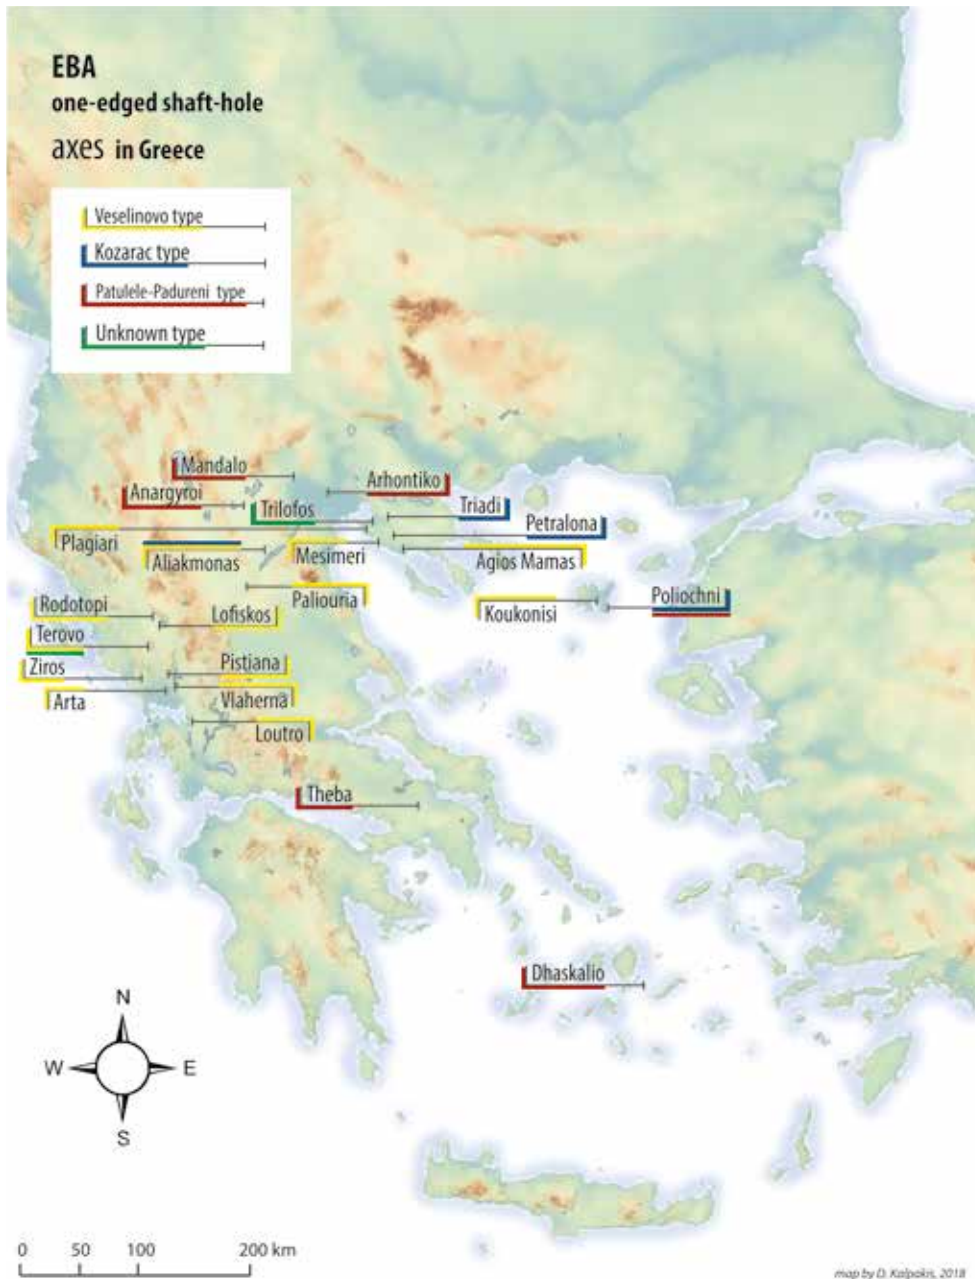 EBA
one-edged shaft-hole
axes in Greece
Veselinovo type
Kozarac type
Patulele-Padureni type
Unknown type
Mandalo
Arhontiko
Anargyroi
Trilofos
Triadi
Petralona
Plagiari
Aliakmonas
Mesimeri
Agios Mamas
Paliouria
Poliochni
Rodotopi
Lofiskos
Koukonisi
Terovo
Ziros
Pistiana
Arta
Vlaherna
Loutro
Theba
Dhaskalio
N
W
E
S
0 50 100 200 km
map by D. Kalpakis, 2018